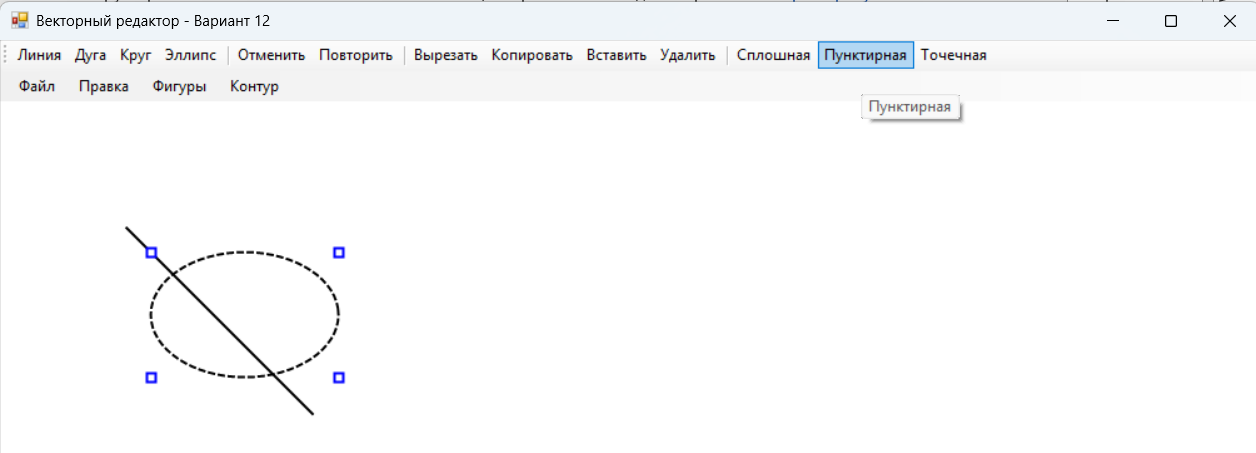 Векторный редактор - Вариант 12
Линия Дуга Круг Эллипс Отменить Повторить Вырезать Копировать Вставить Удалить Сплошная Пунктирная Точечная
Файл Правка Фигуры Контур
Пунктирная